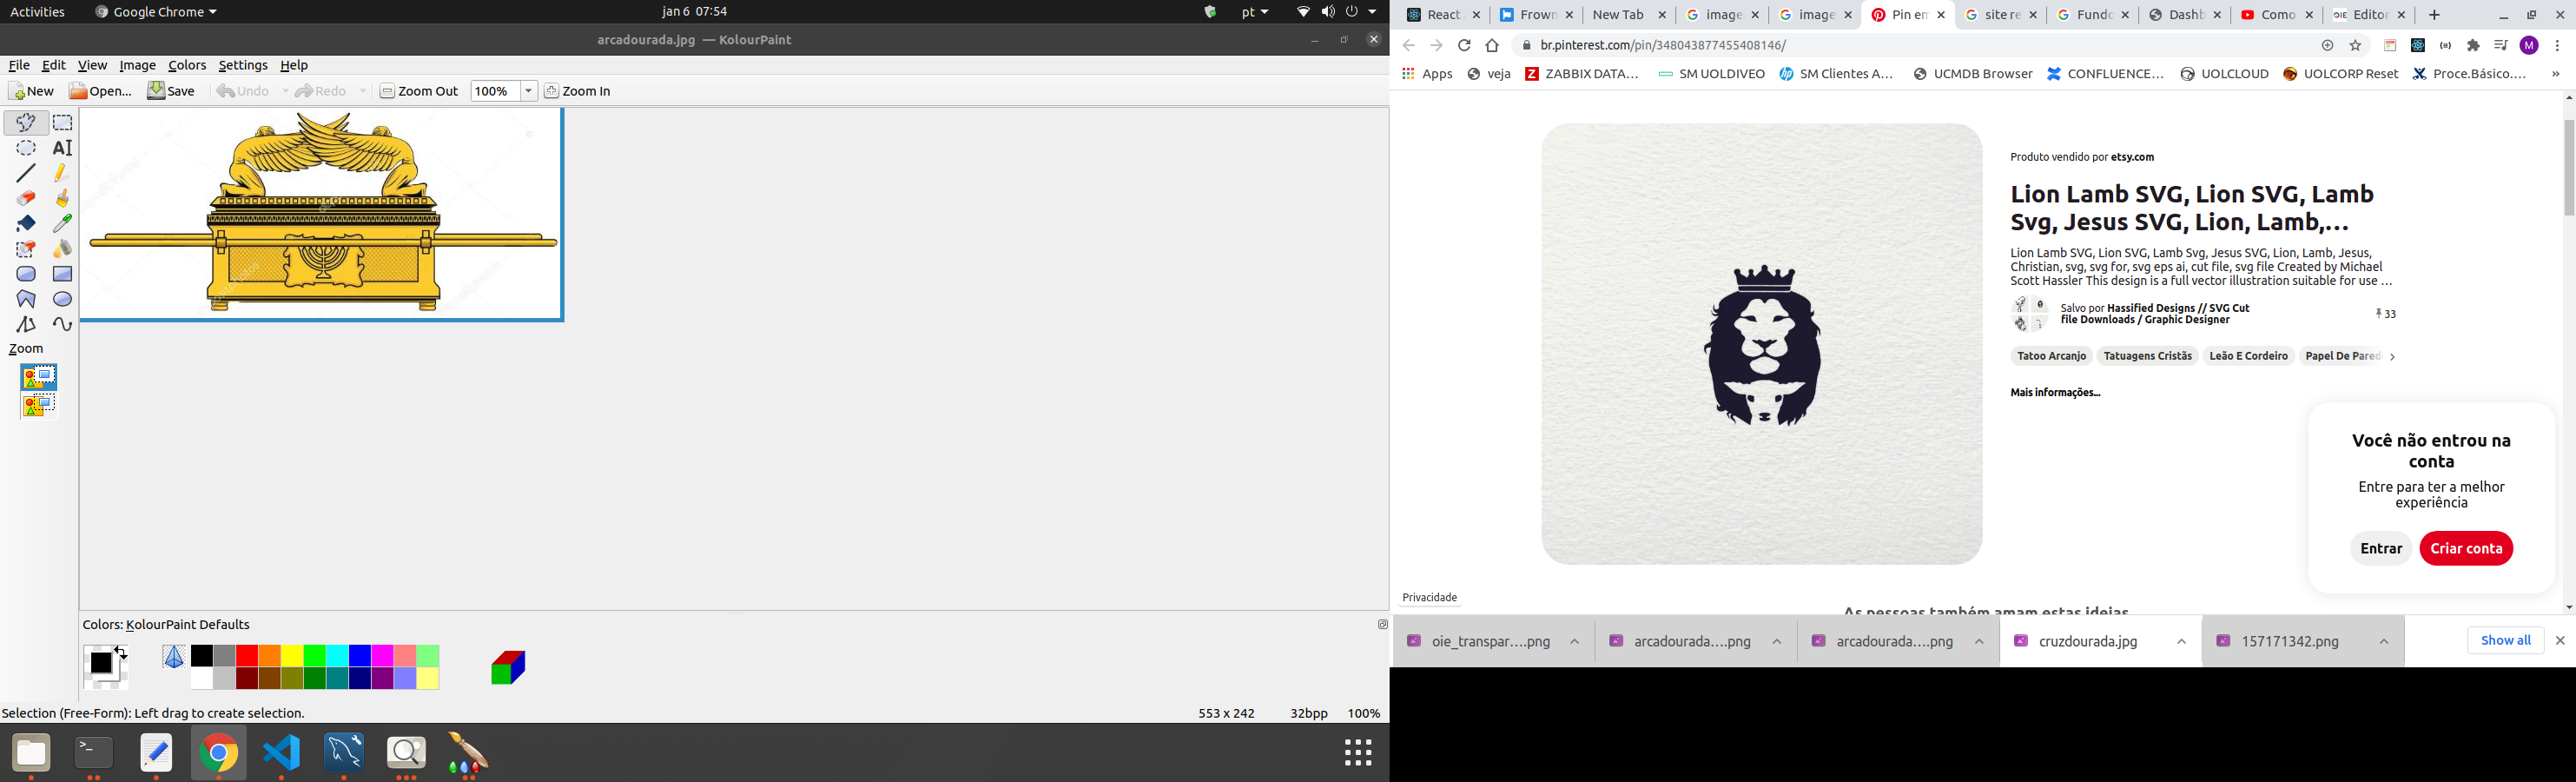 Activities
Google Chrome
jan 6 07:54
pt
arcadourada.jpg — KolourPaint
File Edit View Image Colors Settings Help
New Open... Save Undo Redo Zoom Out 100% Zoom In
Zoom
Colors: KolourPaint Defaults
Selection (Free-Form): Left drag to create selection.
553 x 242 32bpp 100%
React New Tab image image Pin em site re Dashb Como Editor
br.pinterest.com/pin/348043877455408146/
M
Apps veja ZABBIX DATA... SM UOLDIVEO SM Clientes A... UCMDB Browser CONFLUENCE... UOLCLOUD UOLCORP Reset Proce.Básico.... »
Produto vendido por etsy.com
Lion Lamb SVG, Lion SVG, Lamb
Svg, Jesus SVG, Lion, Lamb,...
Lion Lamb SVG, Lion SVG, Lamb Svg, Jesus SVG, Lion, Lamb, Jesus,
Christian, svg, svg for, svg eps ai, cut file, svg file Created by Michael
Scott Hassler This design is a full vector illustration suitable for use ...
Salvo por Hassified Designs // SVG Cut
file Downloads / Graphic Designer
33
Tatoo Arcanjo Tatuagens Cristãs Leão E Cordeiro Papel De Pared
Mais informações...
Você não entrou na
conta
Entre para ter a melhor
experiência
Entrar Criar conta
Privacidade
As pessoas também amam estas ideias
oie_transpar....png arcadourada....png arcadourada....png cruzdourada.jpg 157171342.png Show all